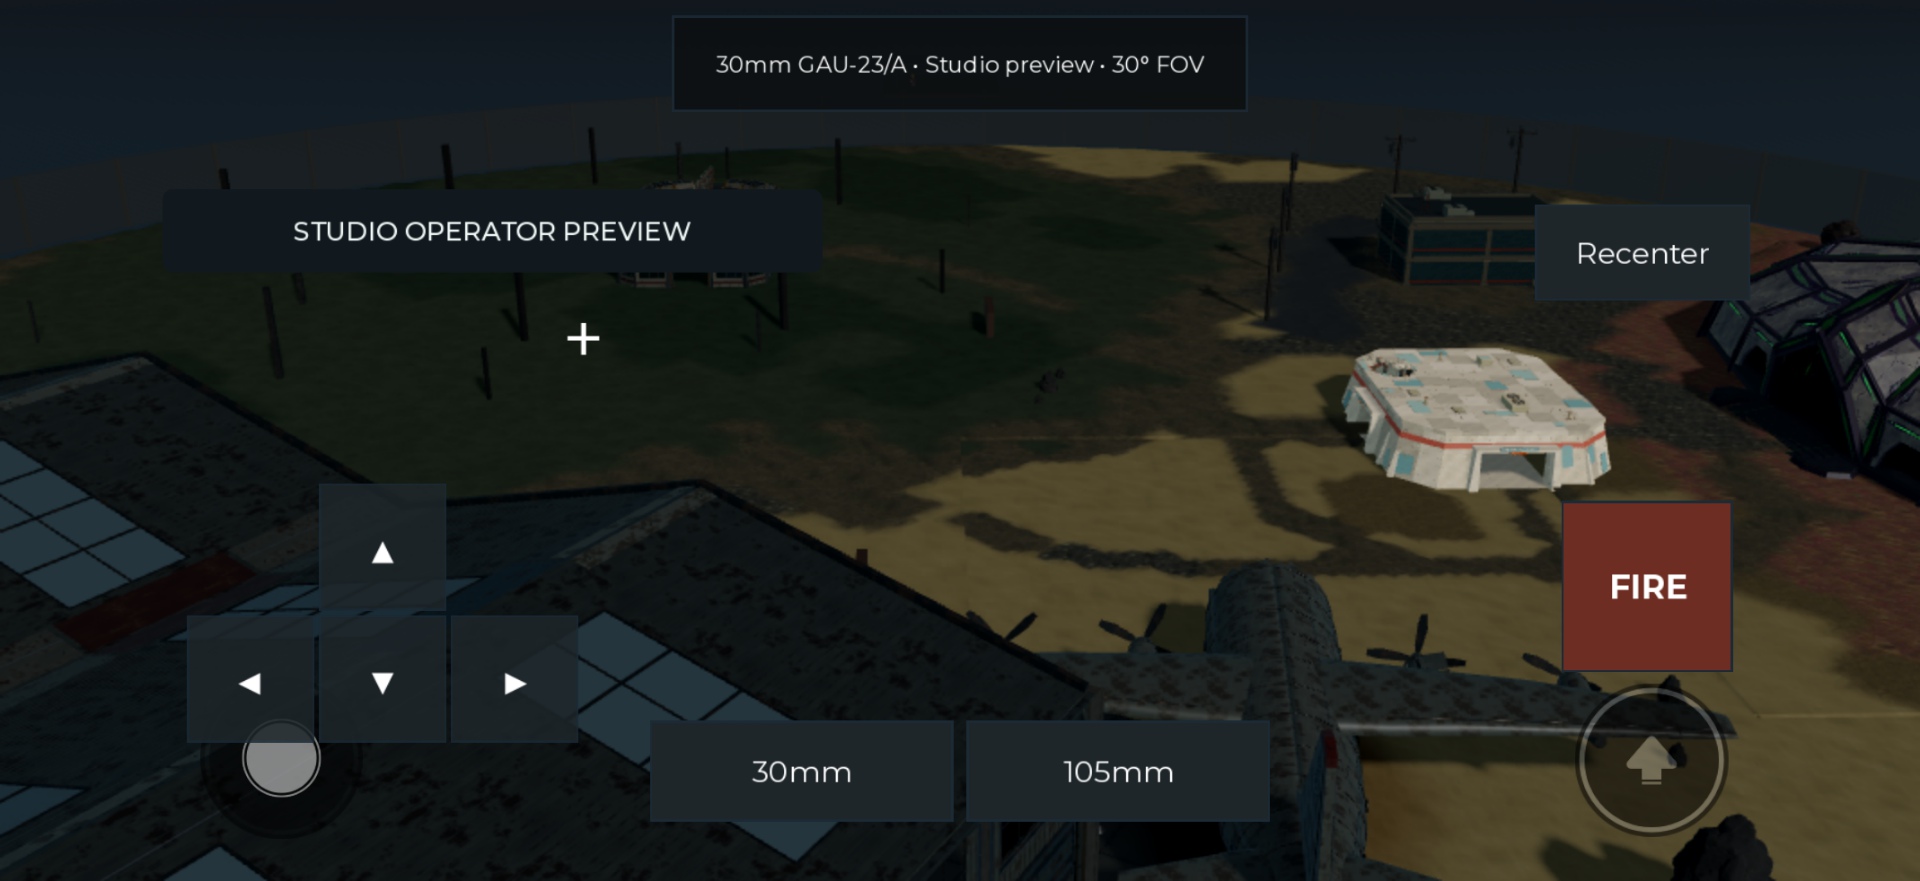 30mm GAU-23/A • Studio preview • 30° FOV
STUDIO OPERATOR PREVIEW
Recenter
FIRE
30mm
105mm